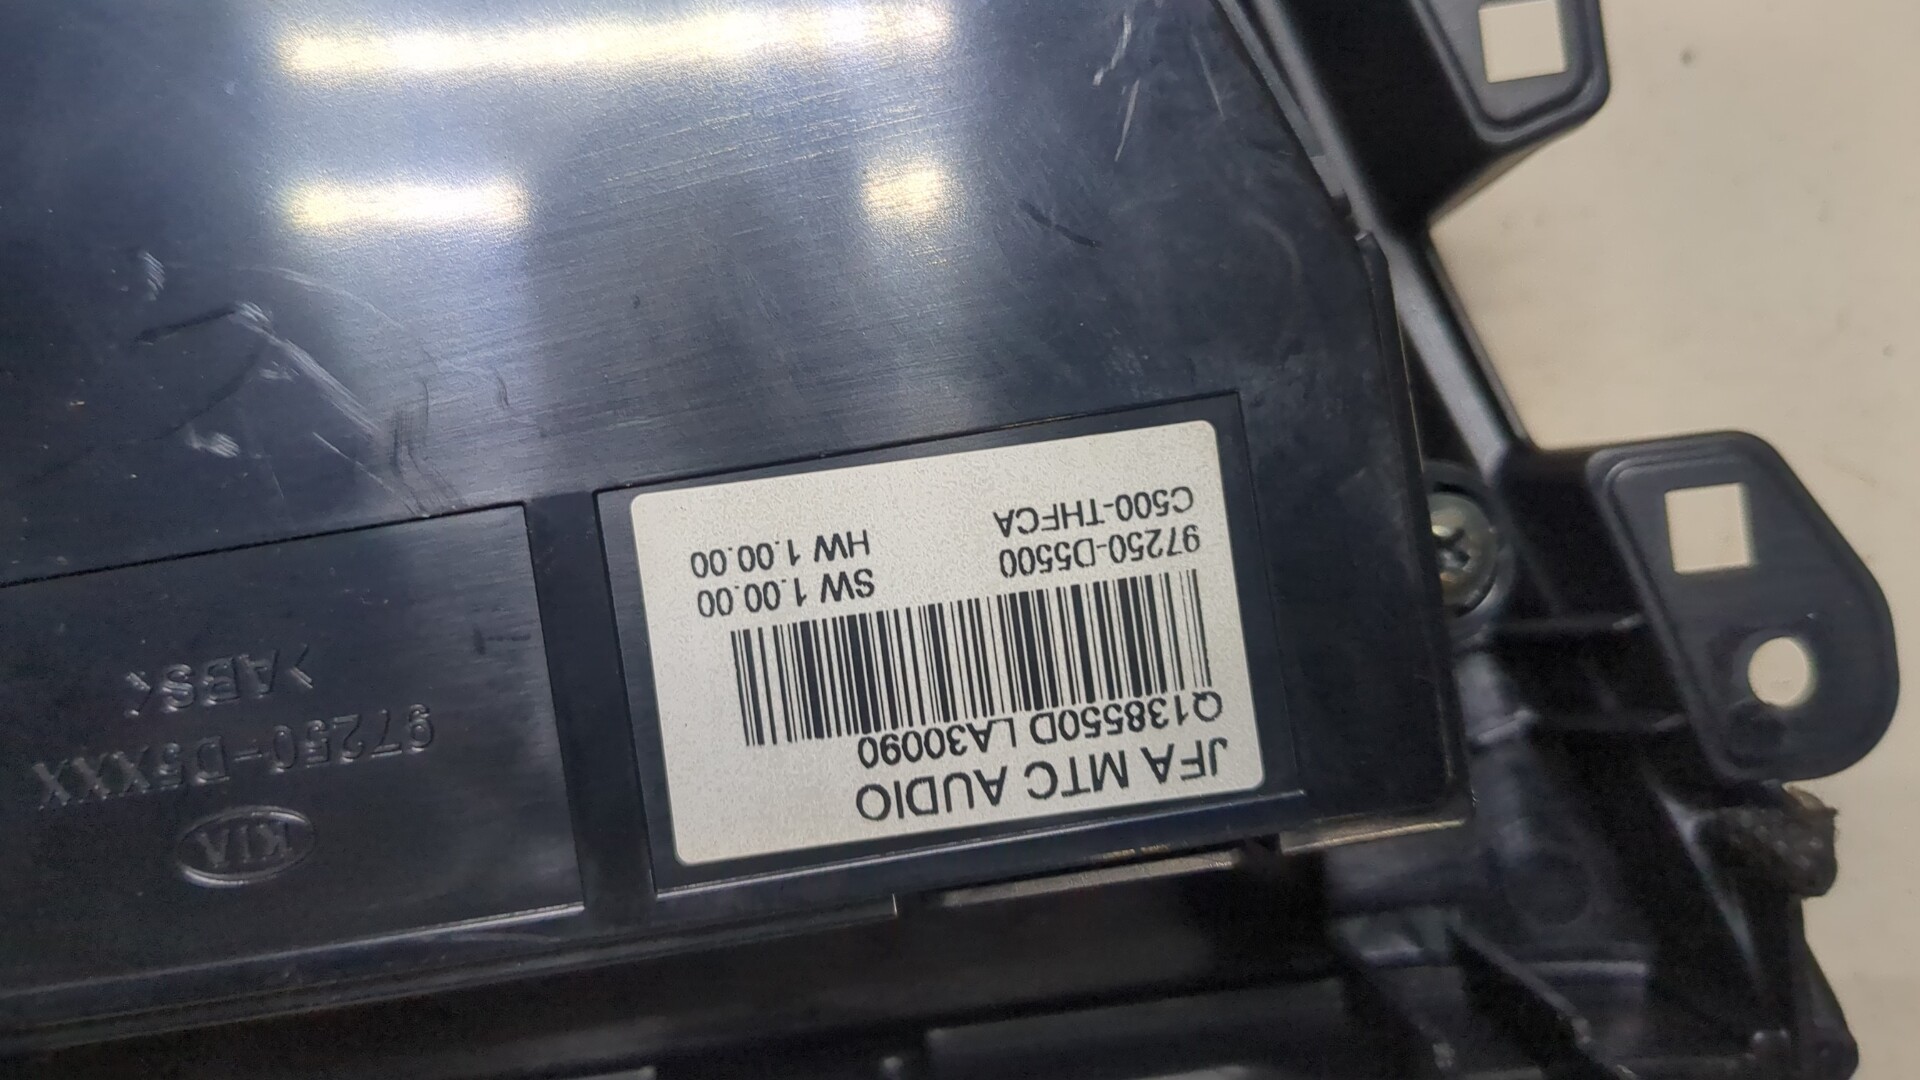 JFA MTC AUDIO
Q138550D LA30090
97250-D5500 SW 1.00.00
C500-THFCA HW 1.00.00
KIA
97250-D5XXX
>ABS<